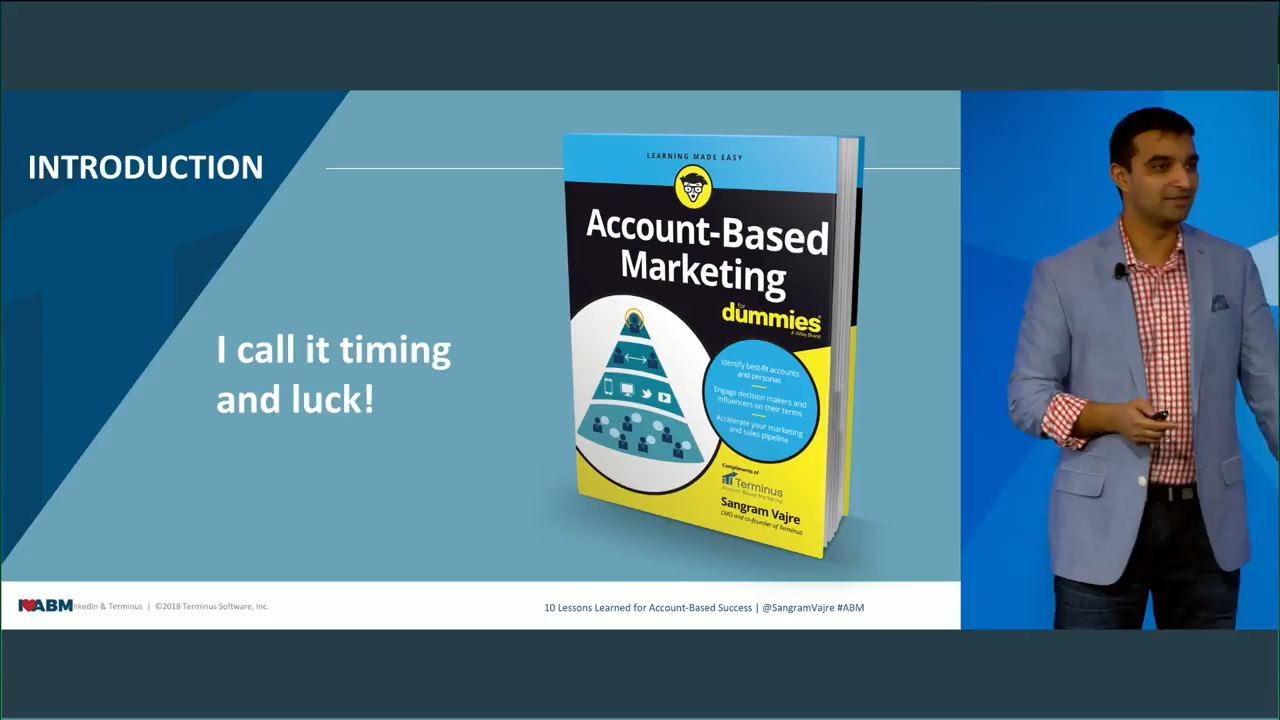 INTRODUCTION
I call it timing
and luck!
LEARNING MADE EASY
Account-Based
Marketing
for
dummies
A Wiley Brand
Identify best-fit accounts
and personas
Engage decision makers and
influencers on their terms
Accelerate your marketing
and sales pipeline
Compliments of
Terminus
Account-Based Marketing
Sangram Vajre
CMO and co-founder of Terminus
ABM
nkedIn & Terminus | ©2018 Terminus Software, Inc.
10 Lessons Learned for Account-Based Success | @SangramVajre #ABM